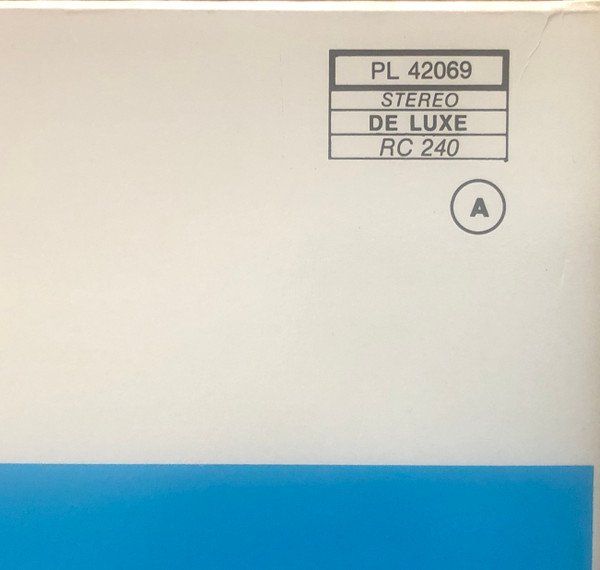 PL 42069
STEREO
DE LUXE
RC 240
A